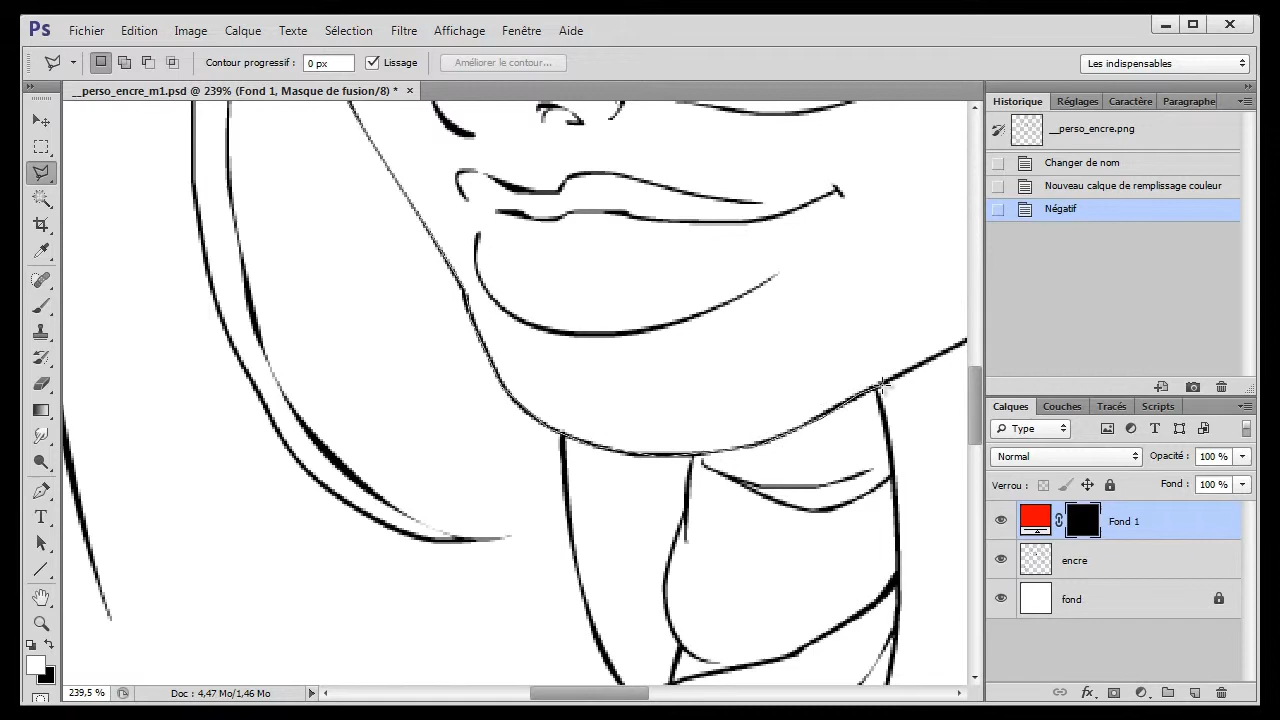 Ps Fichier Edition Image Calque Texte Sélection Filtre Affichage Fenêtre Aide
Contour progressif : 0 px Lissage Améliorer le contour... Les indispensables
__perso_encre_m1.psd @ 239% (Fond 1, Masque de fusion/8) *
Historique Réglages Caractère Paragraphe
__perso_encre.png
Changer de nom
Nouveau calque de remplissage couleur
Négatif
Calques Couches Tracés Scripts
Type
Normal Opacité : 100 %
Verrou : Fond : 100 %
Fond 1
encre
fond
239,5 % Doc : 4,47 Mo/1,46 Mo
fx